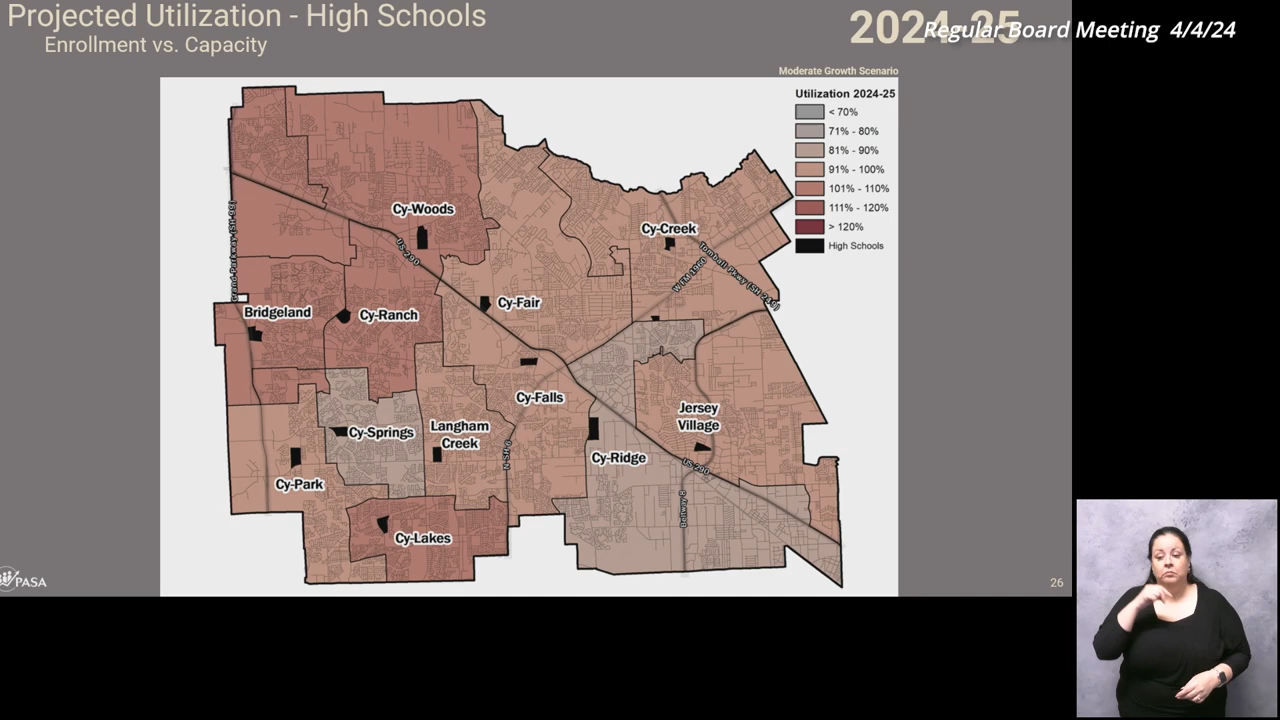 Projected Utilization - High Schools
Enrollment vs. Capacity
2024-25
Regular Board Meeting 4/4/24
Moderate Growth Scenario
Utilization 2024-25
< 70%
71% - 80%
81% - 90%
91% - 100%
101% - 110%
111% - 120%
> 120%
High Schools
Cy-Woods
Cy-Creek
US-290
Tomball Pkwy (SH 249)
W FM 1960
Grand Parkway (SH-99)
Bridgeland
Cy-Ranch
Cy-Fair
Cy-Falls
Jersey
Village
Cy-Springs
Langham
Creek
N SH 6
Cy-Ridge
US-290
Cy-Park
Beltway 8
Cy-Lakes
PASA
26